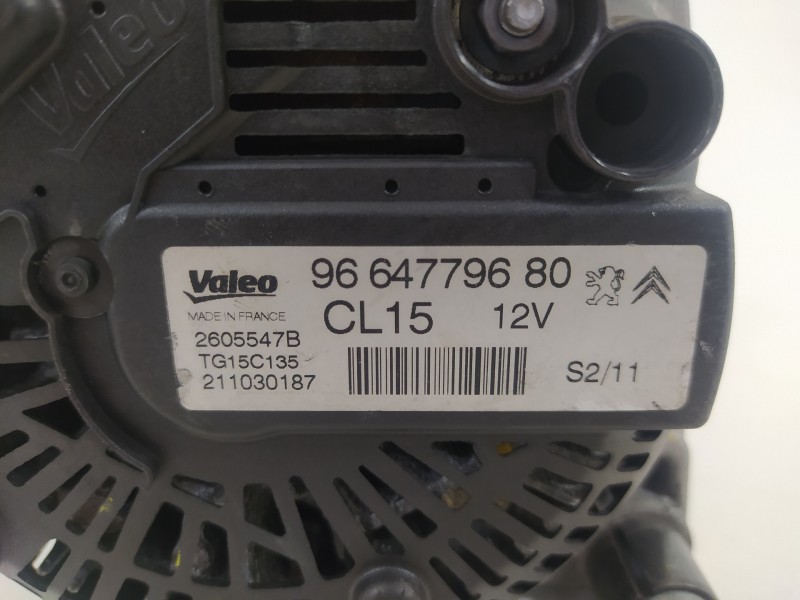 Valeo
Valeo 96 647796 80
MADE IN FRANCE CL15 12V
2605547B
TG15C135
211030187 S2/11